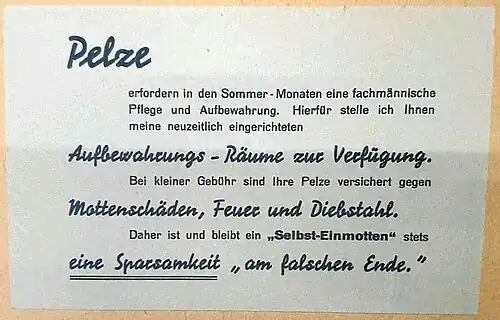 Pelze
erfordern in den Sommer-Monaten eine fachmännische
Pflege und Aufbewahrung. Hierfür stelle ich Ihnen
meine neuzeitlich eingerichteten
Aufbewahrungs-Räume zur Verfügung.
Bei kleiner Gebühr sind Ihre Pelze versichert gegen
Mottenschäden, Feuer und Diebstahl.
Daher ist und bleibt ein „Selbst-Einmotten" stets
eine Sparsamkeit „am falschen Ende."